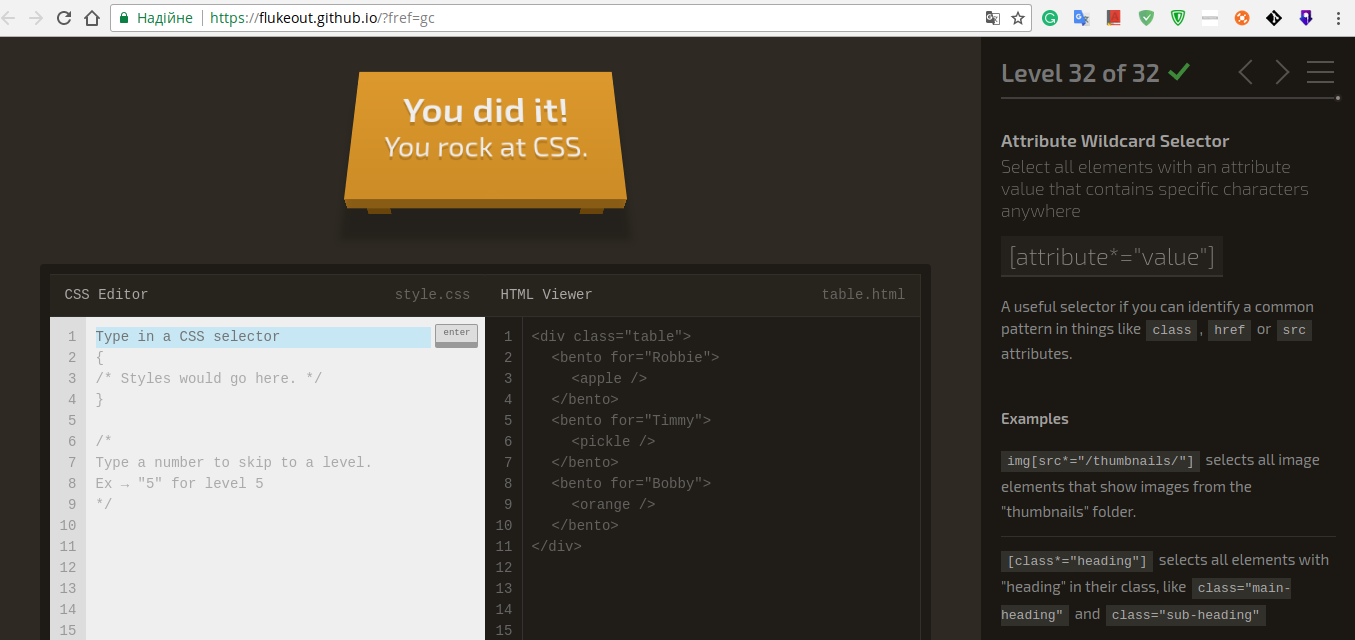 Надійне
https://flukeout.github.io/?fref=gc
You did it!
You rock at CSS.
CSS Editor
style.css
1 Type in a CSS selector
enter
2 {
3 /* Styles would go here. */
4 }
5
6 /*
7 Type a number to skip to a level.
8 Ex → "5" for level 5
9 */
10
11
12
13
14
15
HTML Viewer
table.html
1 <div class="table">
2 <bento for="Robbie">
3 <apple />
4 </bento>
5 <bento for="Timmy">
6 <pickle />
7 </bento>
8 <bento for="Bobby">
9 <orange />
10 </bento>
11 </div>
12
13
14
15
Level 32 of 32
Attribute Wildcard Selector
Select all elements with an attribute
value that contains specific characters
anywhere
[attribute*="value"]
A useful selector if you can identify a common
pattern in things like class, href or src
attributes.
Examples
img[src*="/thumbnails/"] selects all image
elements that show images from the
"thumbnails" folder.
[class*="heading"] selects all elements with
"heading" in their class, like class="main-
heading" and class="sub-heading"